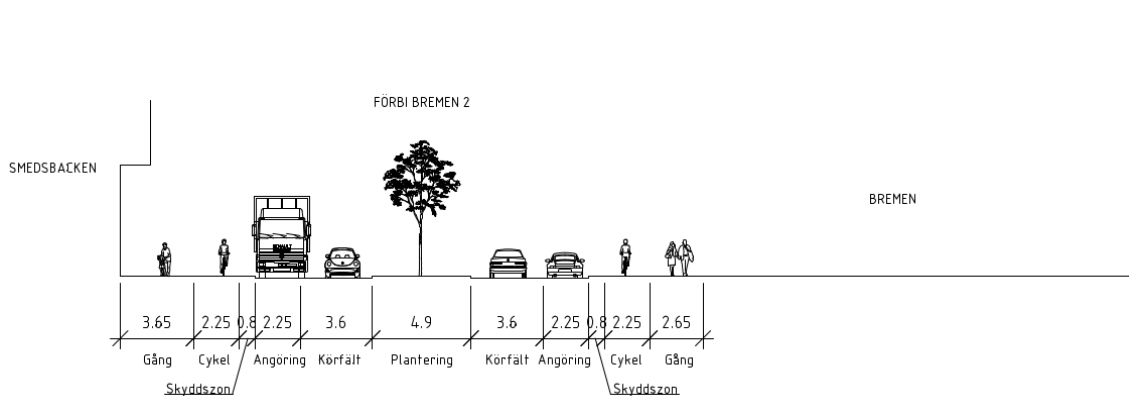 FÖRBI BREMEN 2
SMEDSBACKEN
BREMEN
3.65 2.25 0.8 2.25 3.6 4.9 3.6 2.25 0.8 2.25 2.65
Gång Cykel Angöring Körfält Plantering Körfält Angöring Cykel Gång
Skyddszon Skyddszon